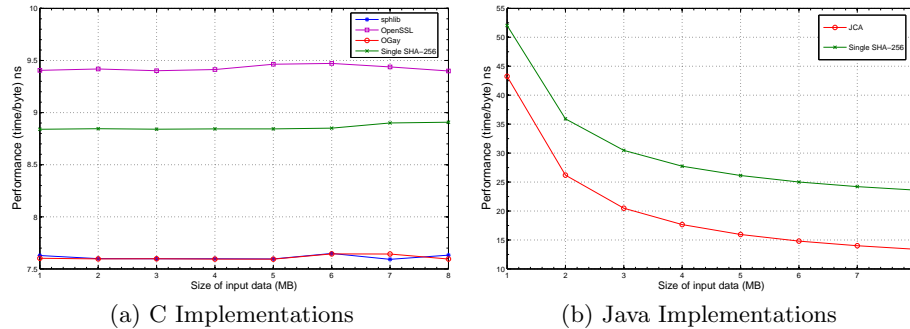 10
9.5
9
8.5
8
7.5
1
2
3
4
5
6
7
8
Size of input data (MB)
Performance (time/byte) ns
sphlib
OpenSSL
OGay
Single SHA−256
(a) C Implementations
55
50
45
40
35
30
25
20
15
10
1
2
3
4
5
6
7
Size of input data (MB)
Performance (time/byte) ns
JCA
Single SHA−256
(b) Java Implementations